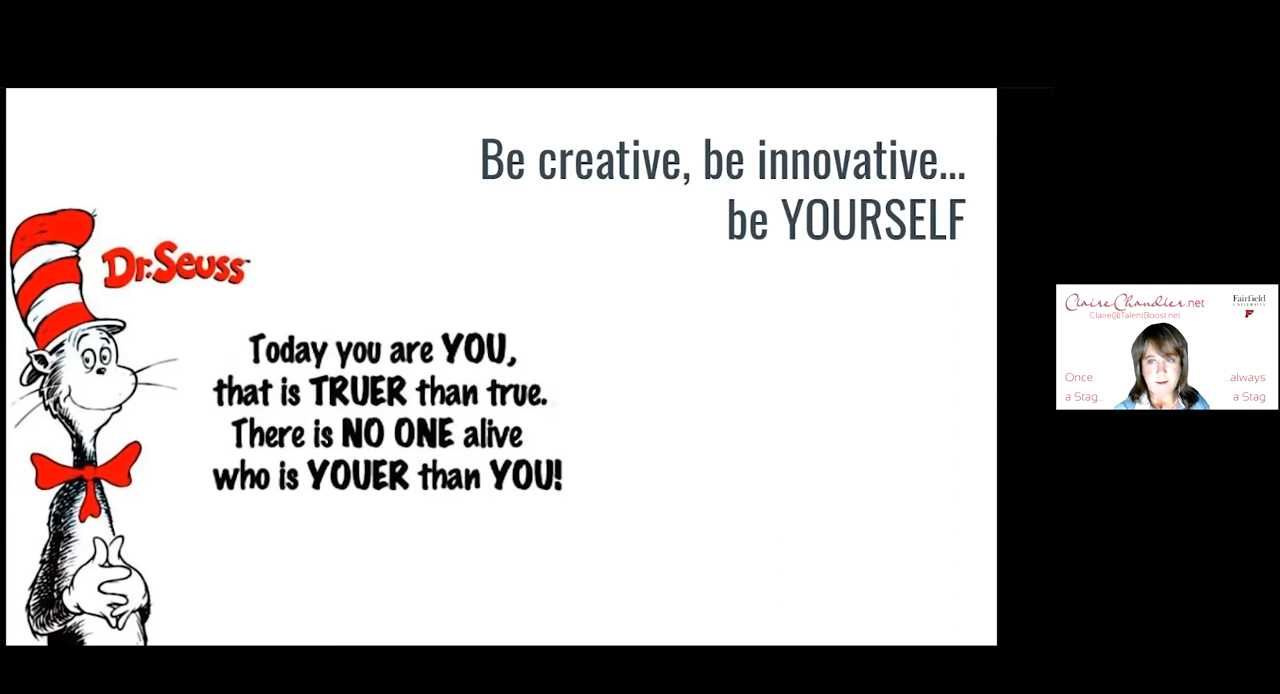 Be creative, be innovative...
be YOURSELF
Dr. Seuss
Today you are YOU,
that is TRUER than true.
There is NO ONE alive
who is YOUER than YOU!
ClaireChandler.net
Claire@TalentBoost.net
Fairfield
UNIVERSITY
F
Once
a Stag...
...always
a Stag